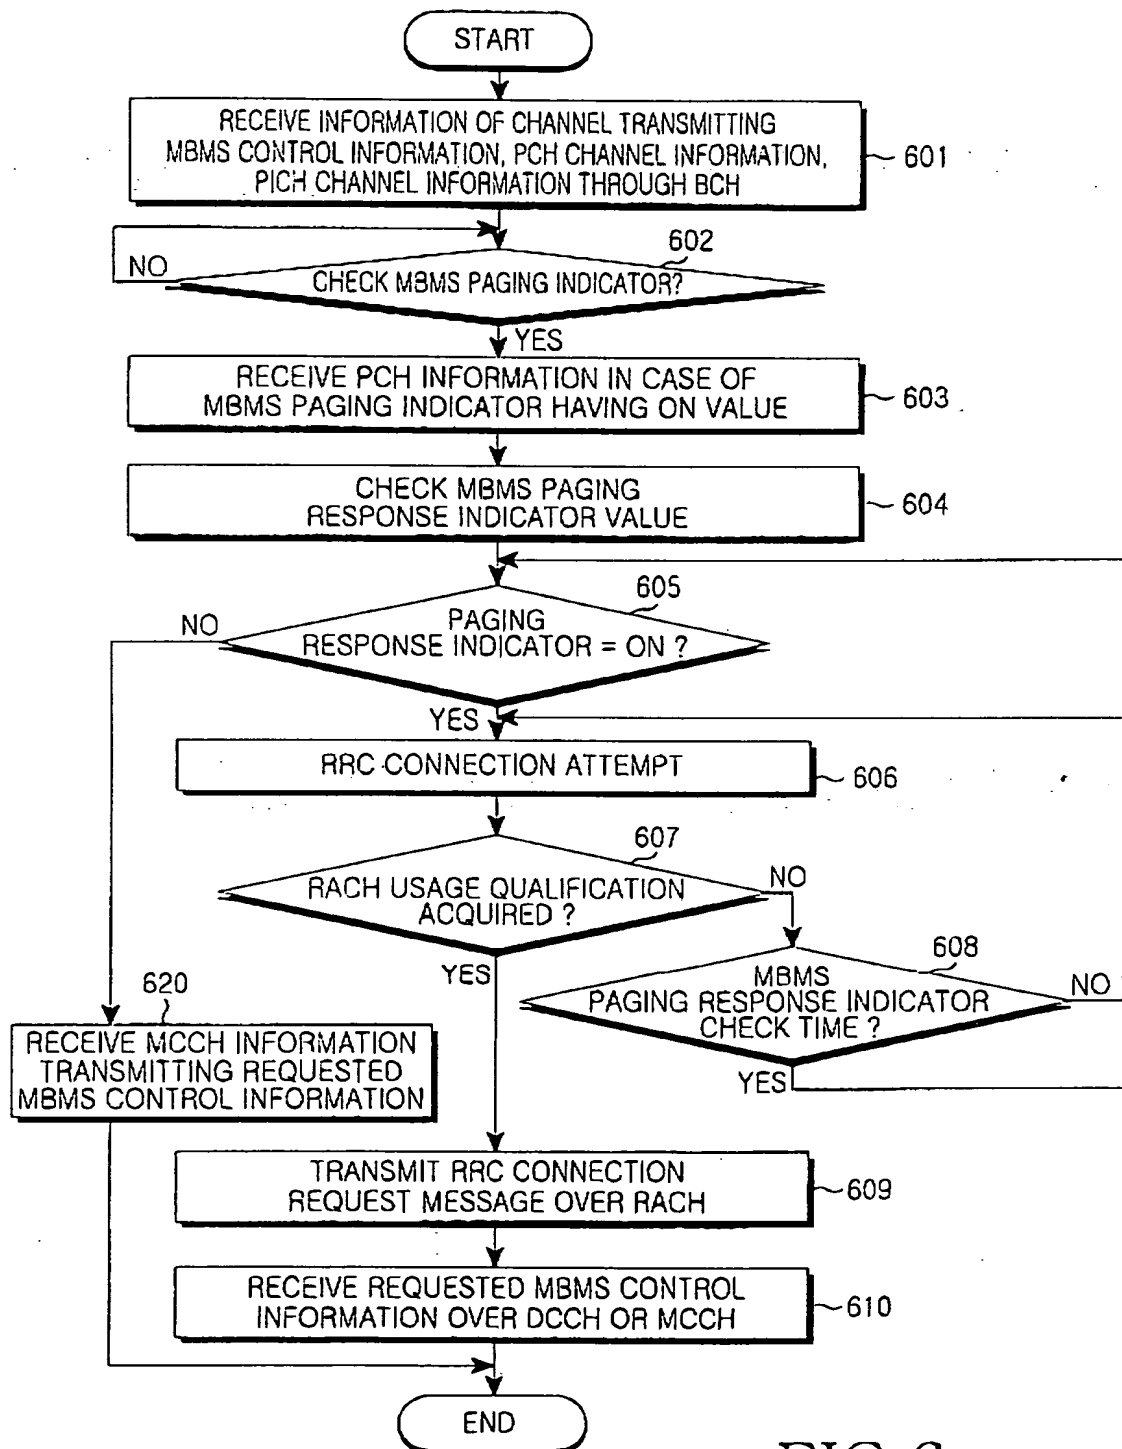 START
RECEIVE INFORMATION OF CHANNEL TRANSMITTING
MBMS CONTROL INFORMATION, PCH CHANNEL INFORMATION,
PICH CHANNEL INFORMATION THROUGH BCH
601
602
NO
CHECK MBMS PAGING INDICATOR?
YES
RECEIVE PCH INFORMATION IN CASE OF
MBMS PAGING INDICATOR HAVING ON VALUE
603
CHECK MBMS PAGING
RESPONSE INDICATOR VALUE
604
605
NO
PAGING
RESPONSE INDICATOR = ON ?
YES
RRC CONNECTION ATTEMPT
606
607
RACH USAGE QUALIFICATION
ACQUIRED ?
NO
YES
608
MBMS
PAGING RESPONSE INDICATOR
CHECK TIME ?
NO
YES
620
RECEIVE MCCH INFORMATION
TRANSMITTING REQUESTED
MBMS CONTROL INFORMATION
TRANSMIT RRC CONNECTION
REQUEST MESSAGE OVER RACH
609
RECEIVE REQUESTED MBMS CONTROL
INFORMATION OVER DCCH OR MCCH
610
END